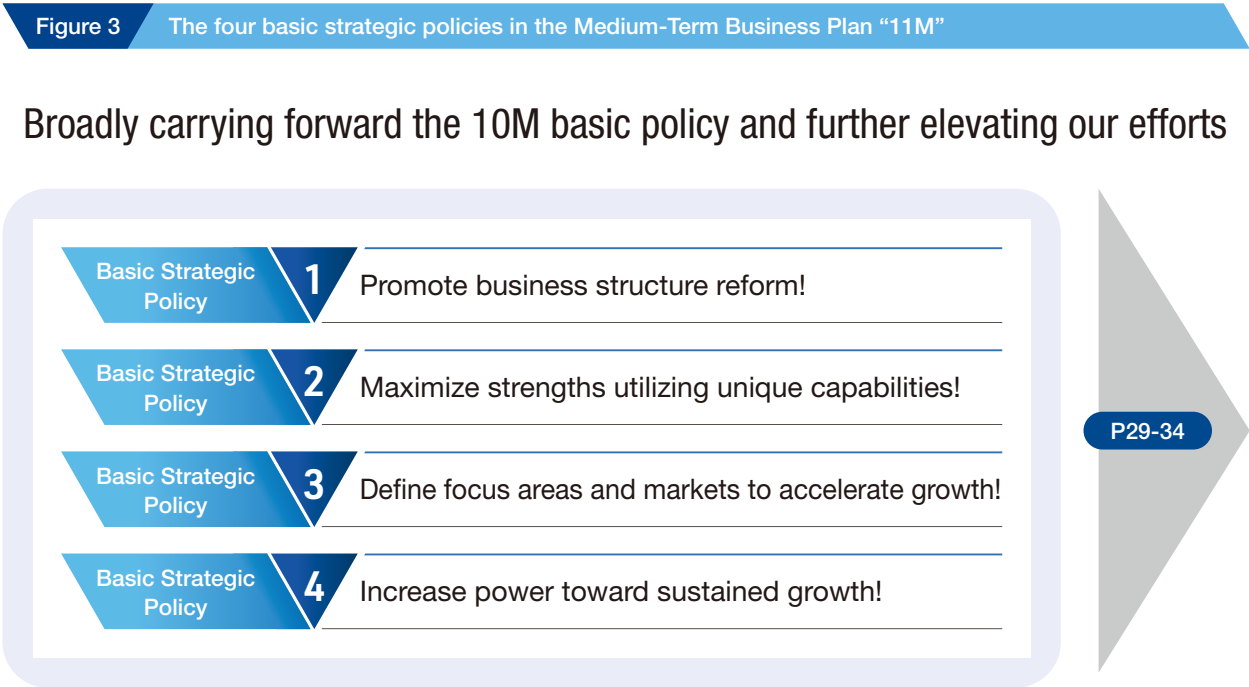 Figure 3
The four basic strategic policies in the Medium-Term Business Plan “11M”
Broadly carrying forward the 10M basic policy and further elevating our efforts
Basic Strategic
Policy
1
Promote business structure reform!
Basic Strategic
Policy
2
Maximize strengths utilizing unique capabilities!
Basic Strategic
Policy
3
Define focus areas and markets to accelerate growth!
Basic Strategic
Policy
4
Increase power toward sustained growth!
P29-34